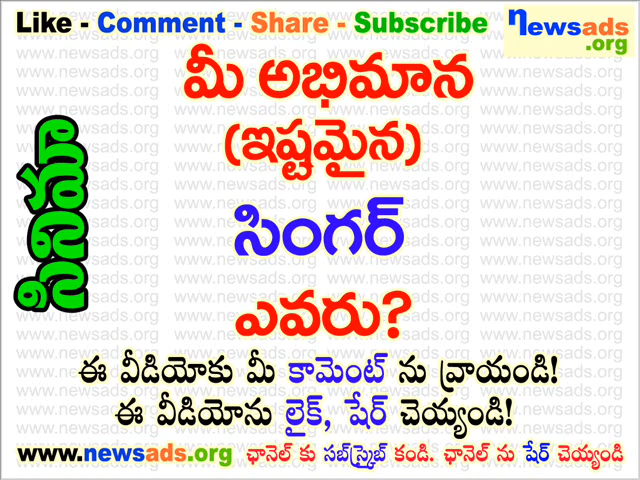 Like - Comment - Share - Subscribe
newsads
.org
మీ అభిమాన
(ఇష్టమైన)
సింగర్
ఎవరు?
సినిమా
ఈ వీడియోకు మీ కామెంట్ ను వ్రాయండి!
ఈ వీడియోను లైక్, షేర్ చెయ్యండి!
www.newsads.org ఛానెల్ కు సబ్‌స్క్రైబ్ కండి. ఛానెల్ ను షేర్ చెయ్యండి